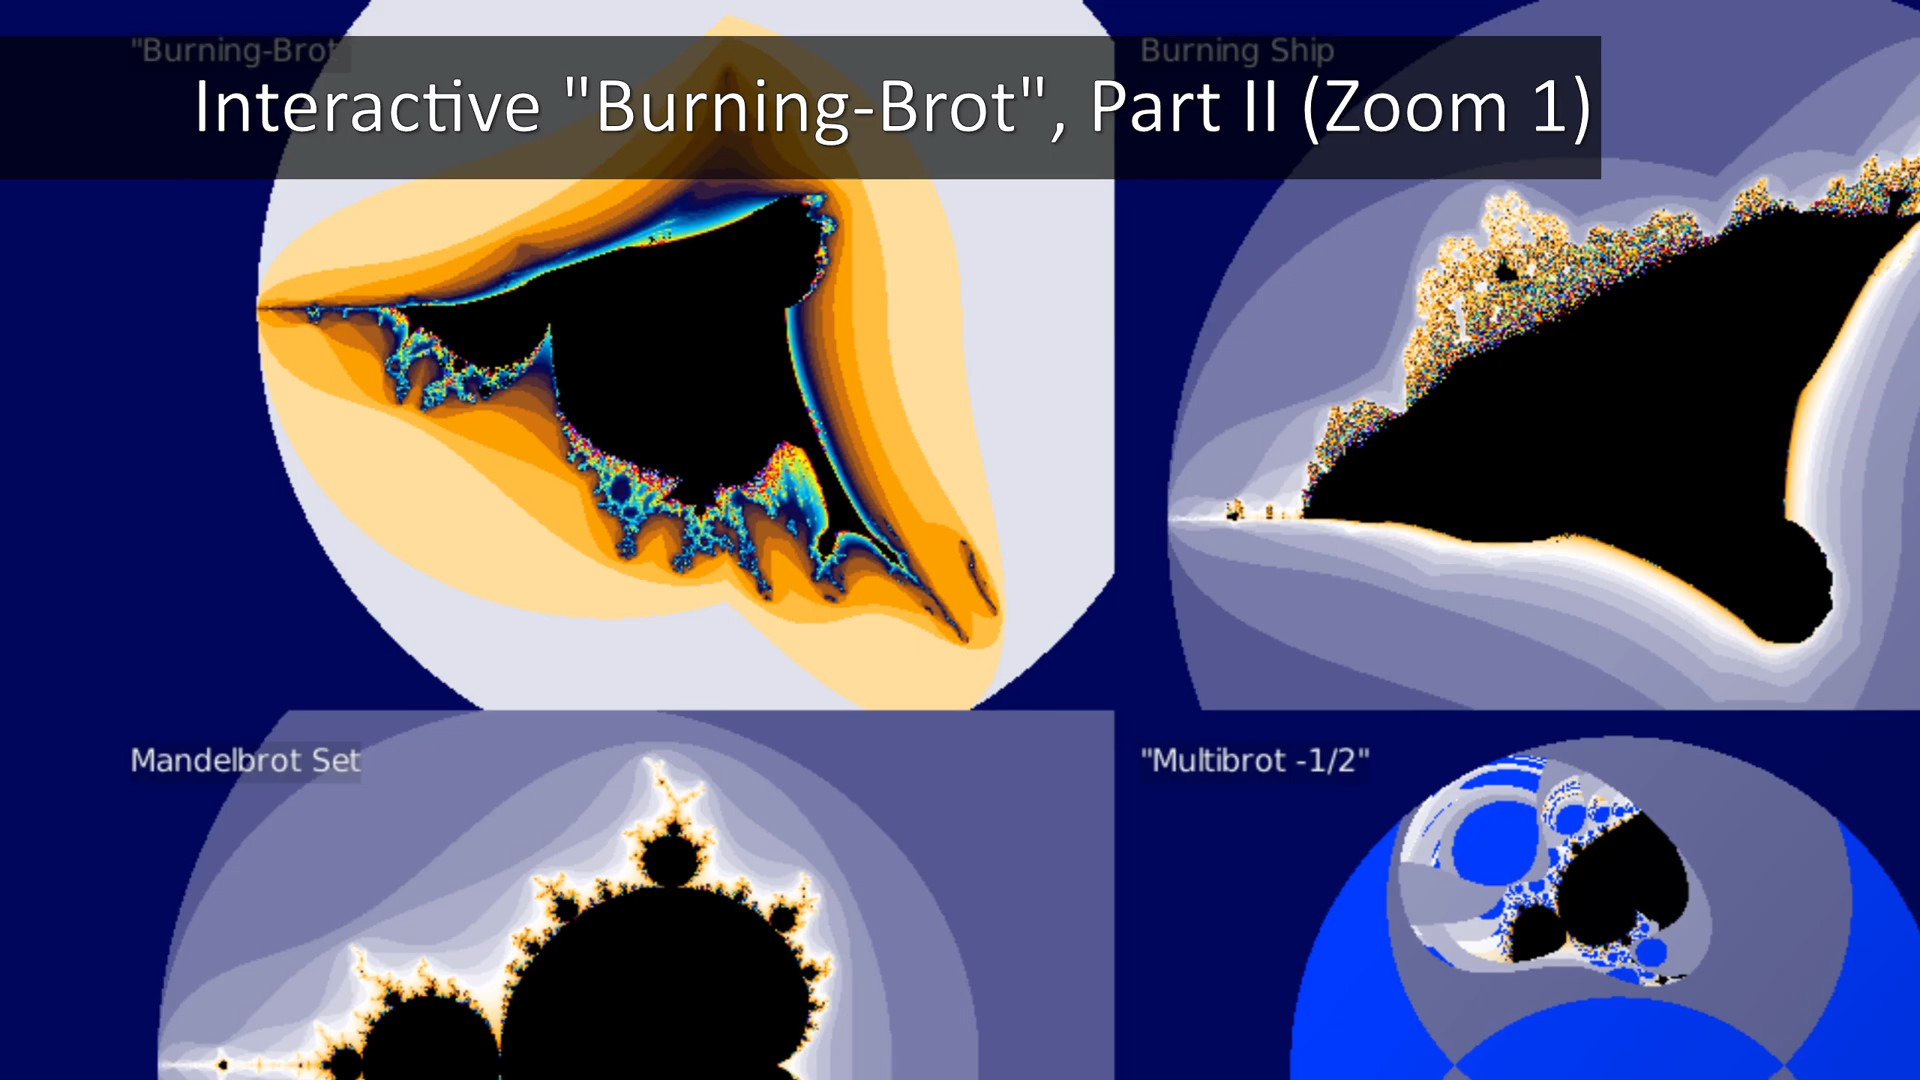 "Burning-Brot
Burning Ship
Interactive "Burning-Brot", Part II (Zoom 1)
Mandelbrot Set
"Multibrot -1/2"